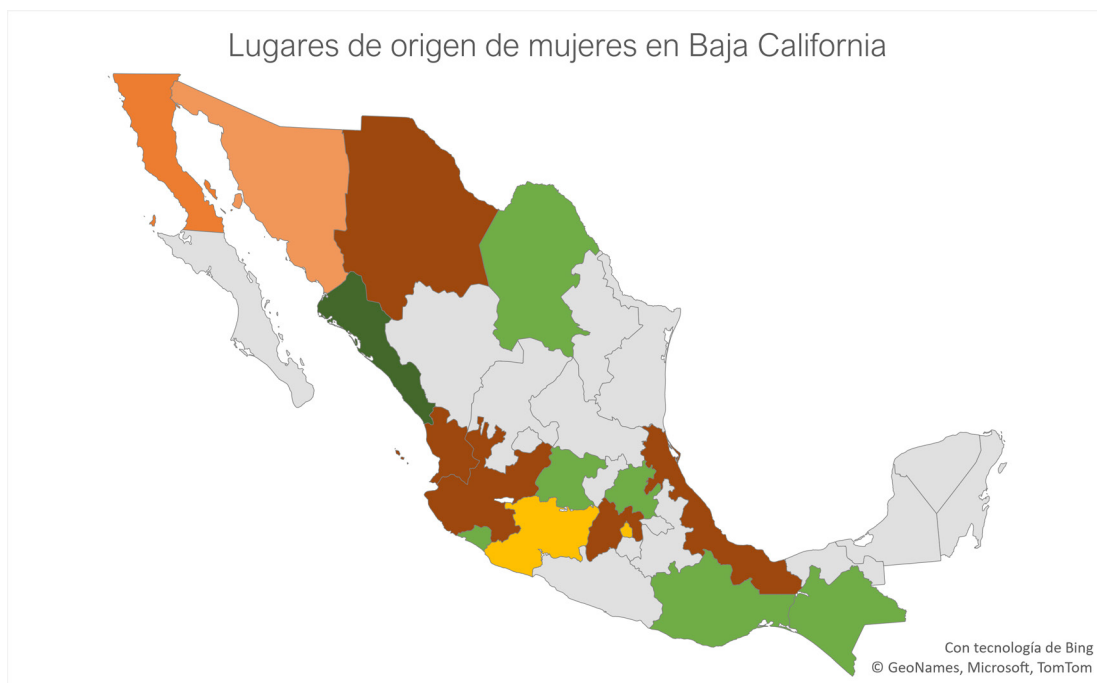 Lugares de origen de mujeres en Baja California
Con tecnología de Bing
© GeoNames, Microsoft, TomTom